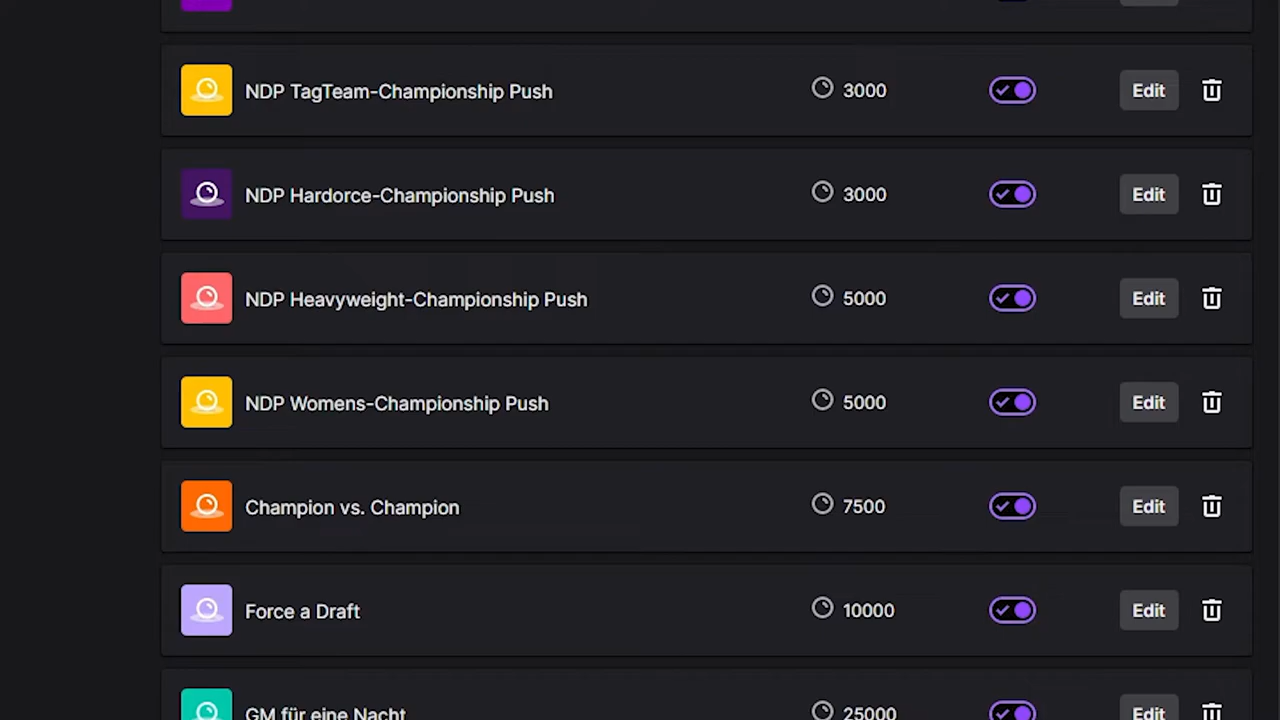 NDP TagTeam-Championship Push 3000 Edit
NDP Hardorce-Championship Push 3000 Edit
NDP Heavyweight-Championship Push 5000 Edit
NDP Womens-Championship Push 5000 Edit
Champion vs. Champion 7500 Edit
Force a Draft 10000 Edit
GM für eine Nacht 25000 Edit